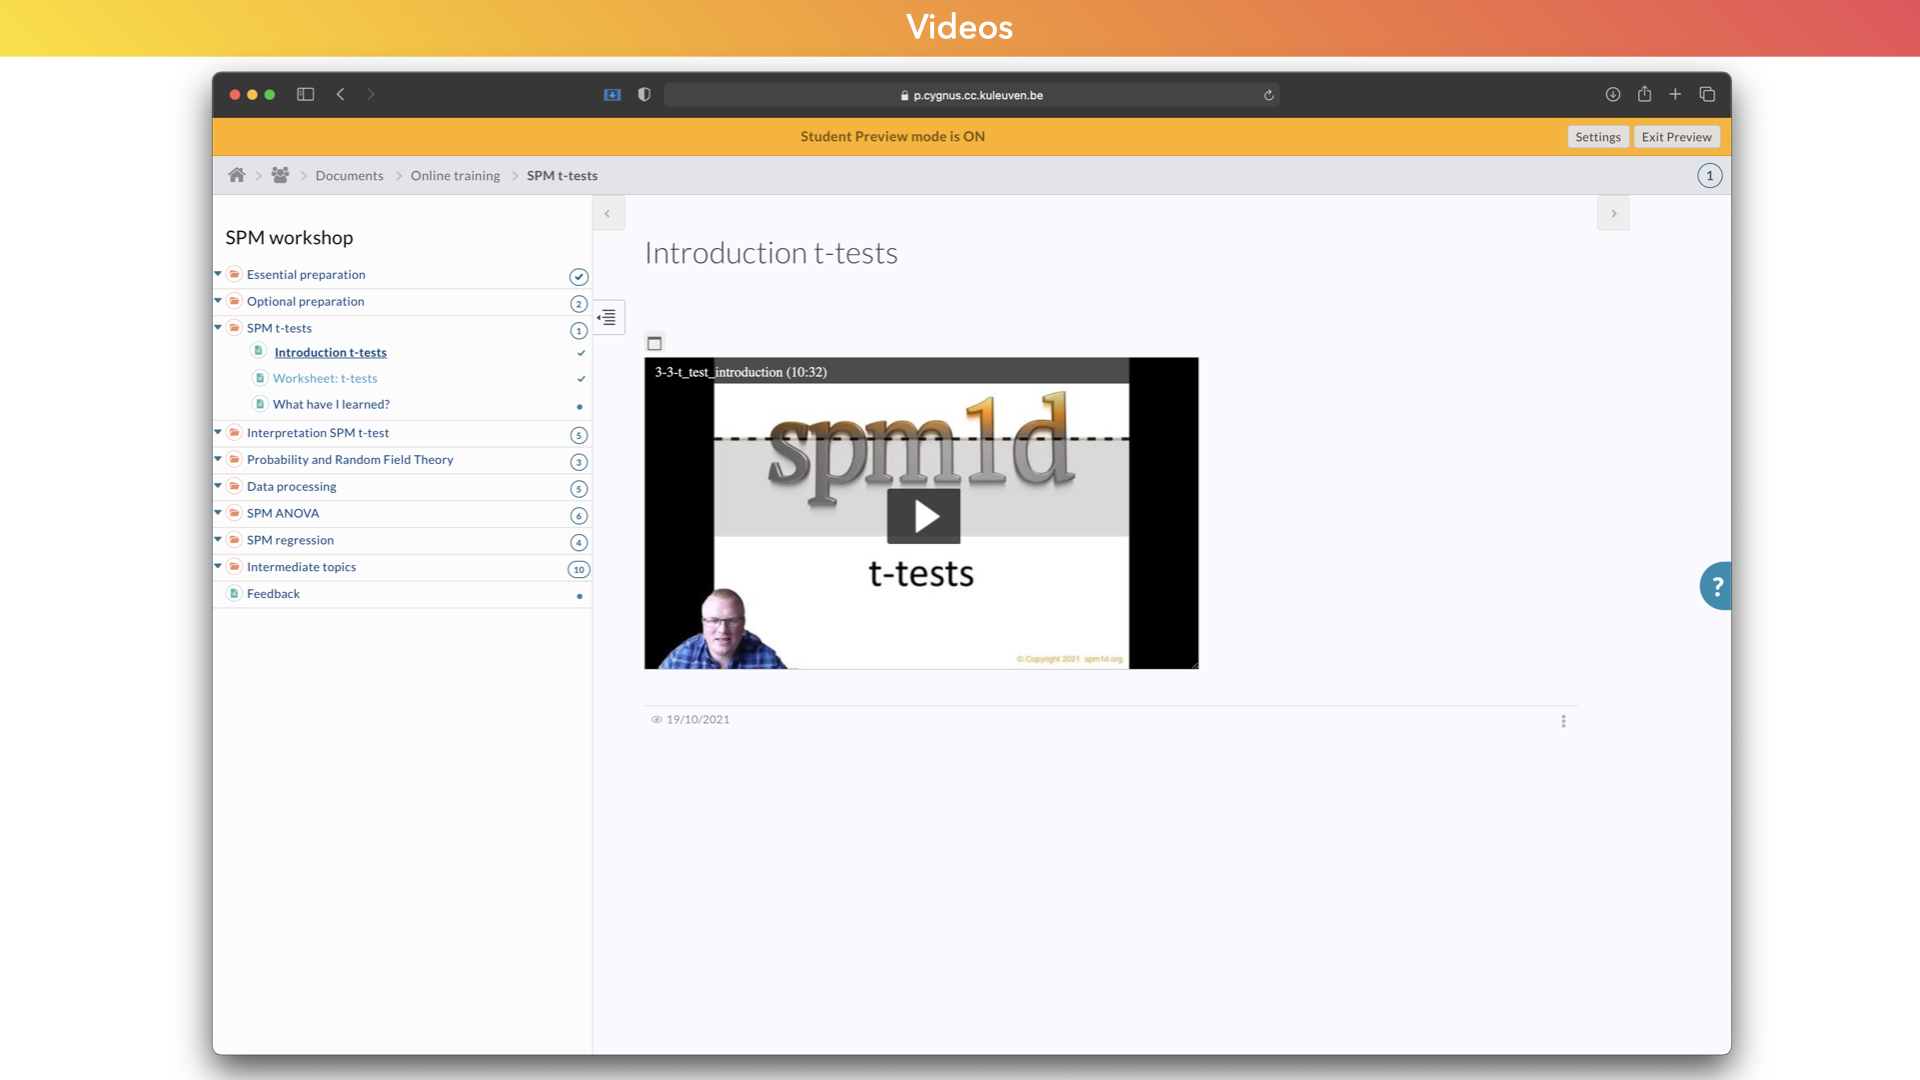 Videos
p.cygnus.cc.kuleuven.be
Student Preview mode is ON
Settings
Exit Preview
Documents
Online training
SPM t-tests
1
SPM workshop
Essential preparation
Optional preparation
2
SPM t-tests
1
Introduction t-tests
Worksheet: t-tests
What have I learned?
Interpretation SPM t-test
5
Probability and Random Field Theory
3
Data processing
5
SPM ANOVA
6
SPM regression
4
Intermediate topics
10
Feedback
Introduction t-tests
3-3-t_test_introduction (10:32)
spm1d
t-tests
© Copyright 2021 spm1d.org
19/10/2021
?